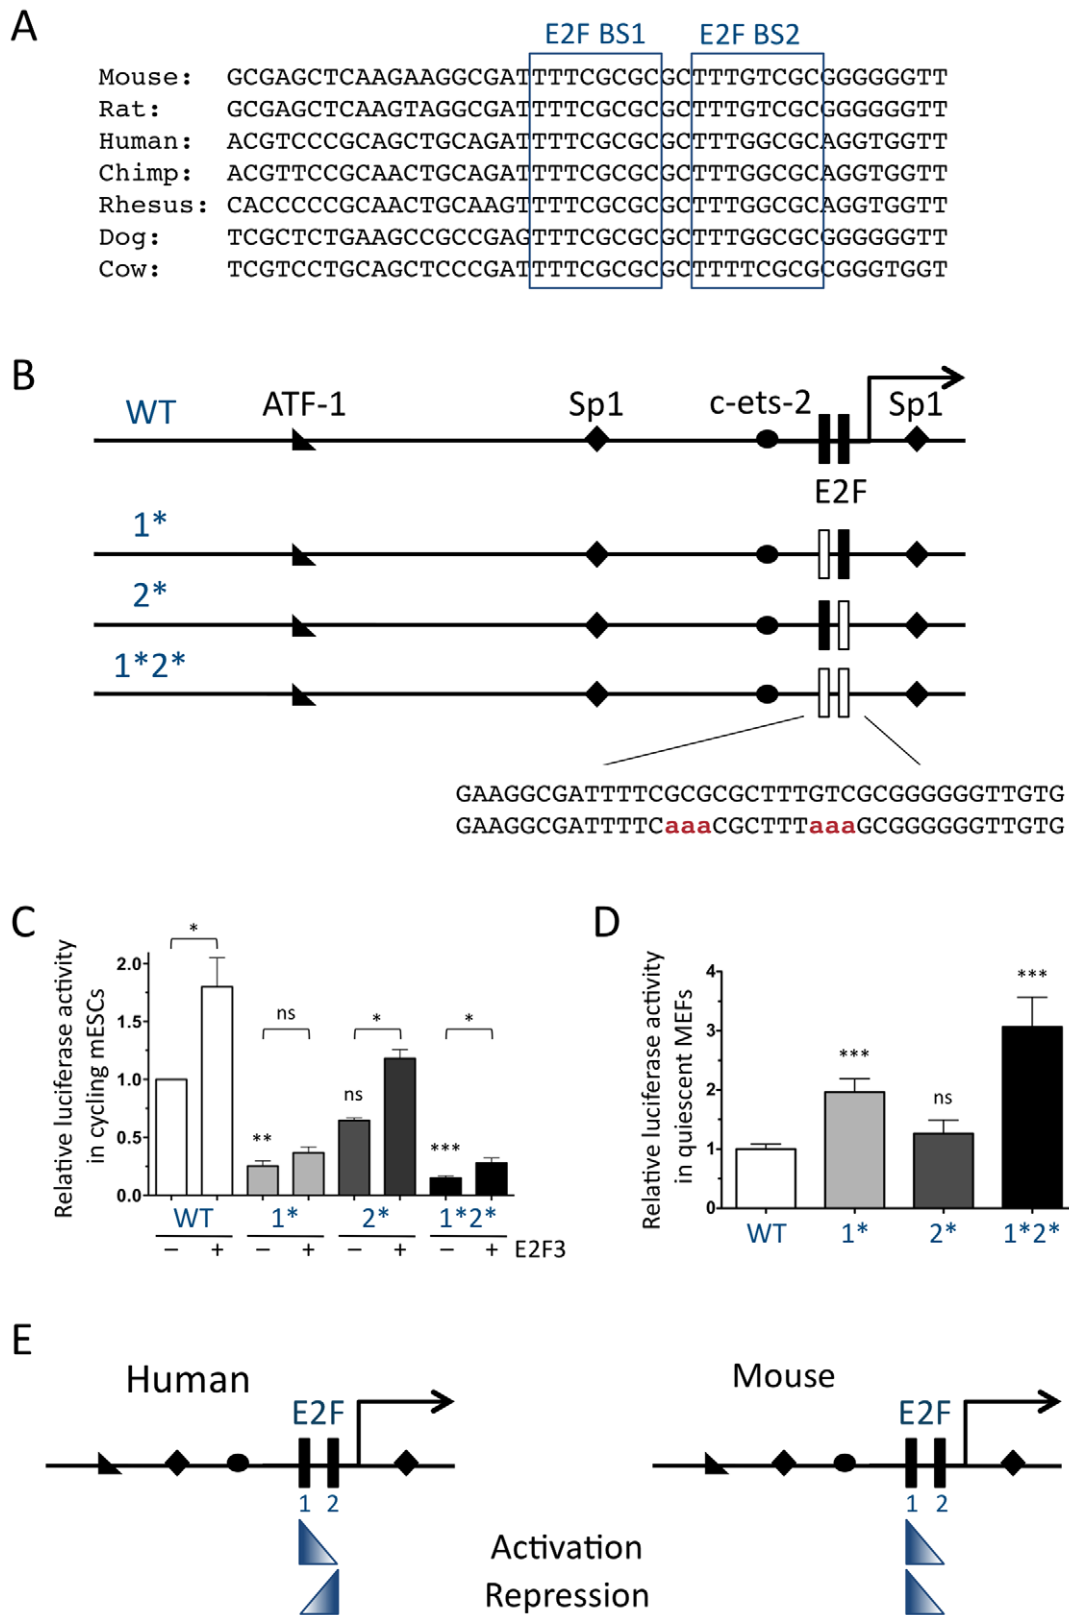 A
E2F BS1 E2F BS2
Mouse: GCGAGCTCAAGAAGGCGATTTTCGCGCGCTTTGTCGCGGGGGGTT
Rat: GCGAGCTCAAGTAGGCGATTTTCGCGCGCTTTGTCGCGGGGGGTT
Human: ACGTCCCGCAGCTGCAGATTTTCGCGCGCTTTGGCGCAGGTGGTT
Chimp: ACGTTCCGCAACTGCAGATTTTCGCGCGCTTTGGCGCAGGTGGTT
Rhesus: CACCCCCGCAACTGCAAGTTTTCGCGCGCTTTGGCGCAGGTGGTT
Dog: TCGCTCTGAAGCCGCCGAGTTTCGCGCGCTTTGGCGCGGGGGGTT
Cow: TCGTCCTGCAGCTCCCGATTTTCGCGCGCTTTTCGCGCGGGTGGT
B
WT ATF-1 Sp1 c-ets-2 Sp1
E2F
1*
2*
1*2*
GAAGGCGATTTTCGCGCGCTTTGTCGCGGGGGGTTGTG
GAAGGCGATTTTCaaaCGCTTTaaaGCGGGGGGTTGTG
C
Relative luciferase activity
in cycling mESCs
2.0
1.5
1.0
0.5
0.0
* ns * *
** ns ***
WT 1* 2* 1*2*
– + – + – + – + E2F3
D
Relative luciferase activity
in quiescent MEFs
4
3
2
1
0
*** ns ***
WT 1* 2* 1*2*
E
Human Mouse
E2F E2F
1 2 1 2
Activation
Repression